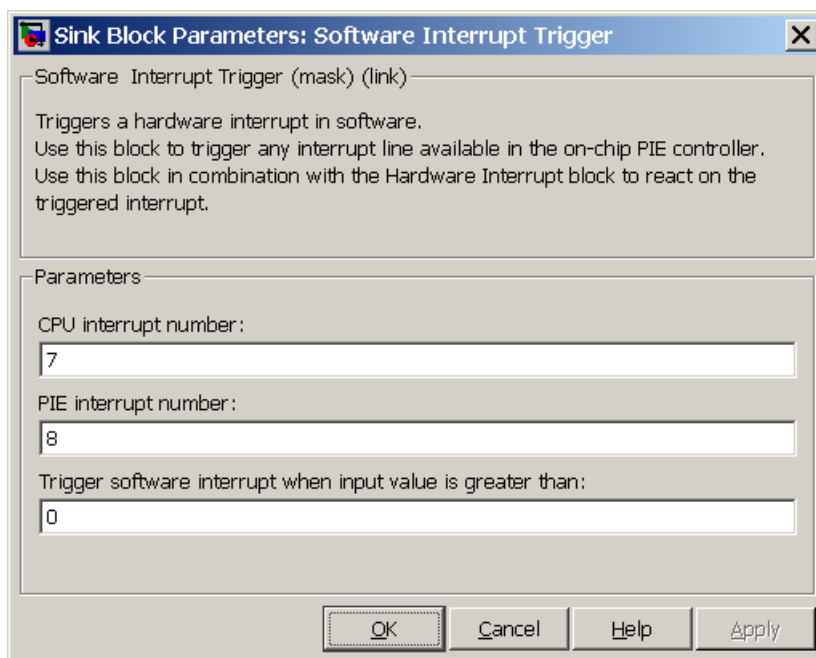 Sink Block Parameters: Software Interrupt Trigger
Software Interrupt Trigger (mask) (link)
Triggers a hardware interrupt in software.
Use this block to trigger any interrupt line available in the on-chip PIE controller.
Use this block in combination with the Hardware Interrupt block to react on the
triggered interrupt.
Parameters
CPU interrupt number:
7
PIE interrupt number:
8
Trigger software interrupt when input value is greater than:
0
OK Cancel Help Apply